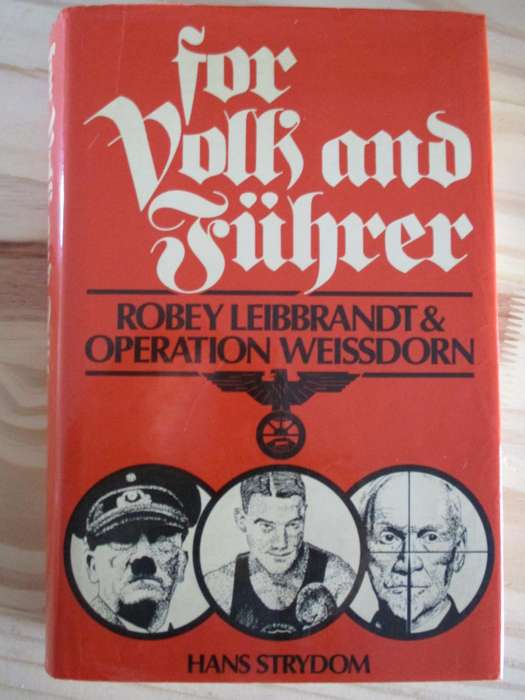 for
Volk and
Führer
ROBEY LEIBBRANDT &
OPERATION WEISSDORN
HANS STRYDOM